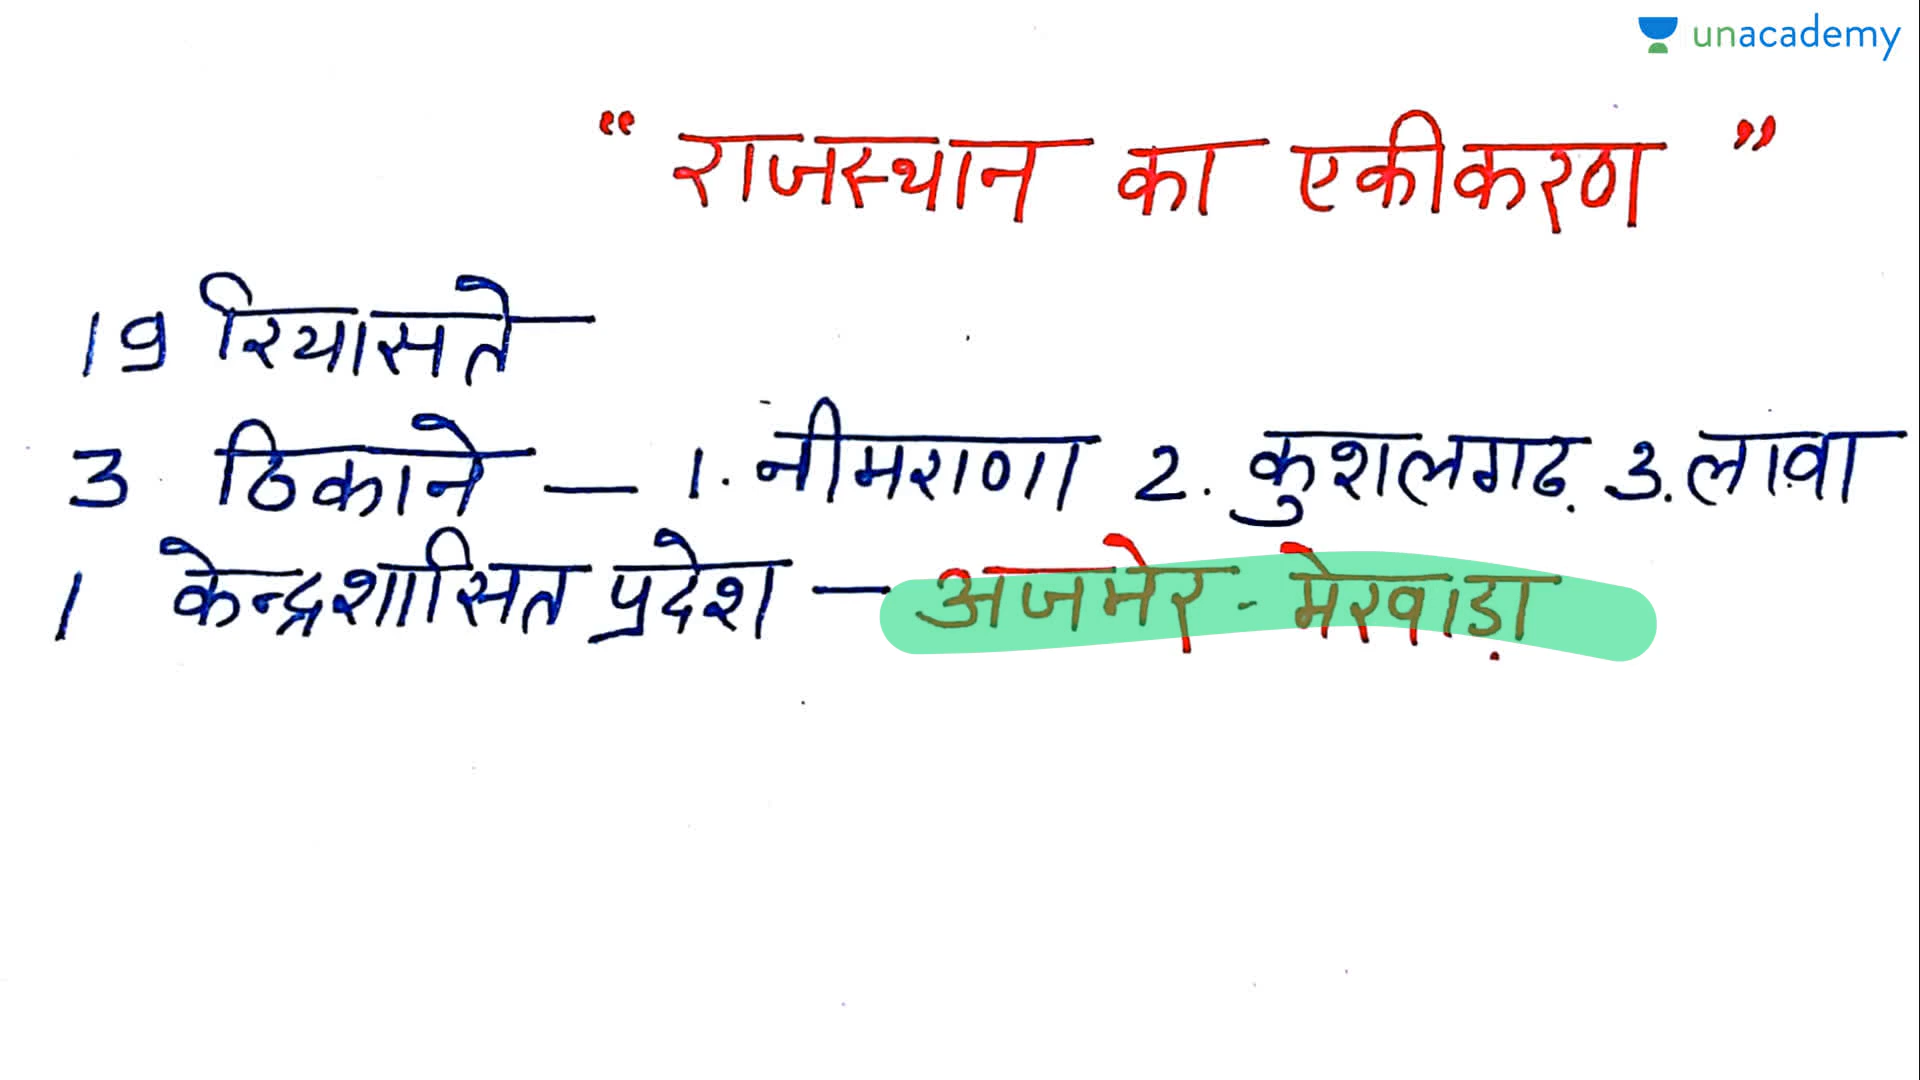 unacademy
“ राजस्थान का एकीकरण ”
19 रियासते
3 ठिकाने — 1. नीमराणा 2. कुशलगढ़ 3. लावा
1 केन्द्रशासित प्रदेश — अजमेर - मेरवाड़ा